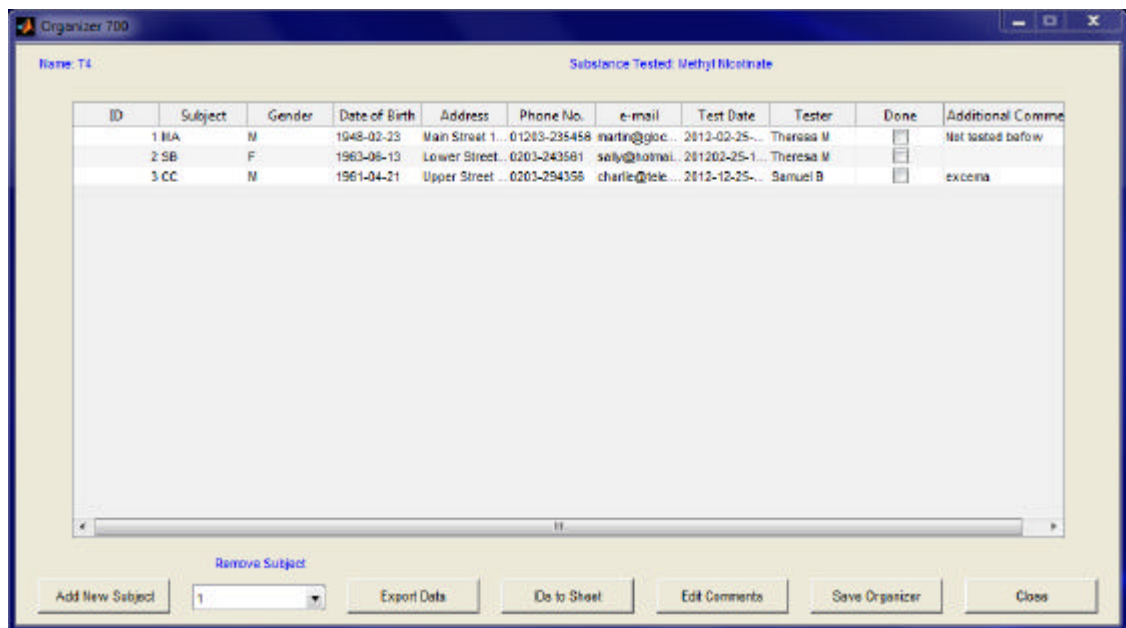 Organizer 700
Name: T4 Substance Tested: Methyl Nicotinate
ID Subject Gender Date of Birth Address Phone No. e-mail Test Date Tester Done Additional Comme
1 MA M 1948-02-23 Main Street 1... 01203-235456 martin@gloc... 2012-02-25-... Theresa M Not tested before
2 SB F 1963-06-13 Lower Street... 0203-243561 sally@hotmai... 201202-25-1... Theresa M
3 CC M 1961-04-21 Upper Street ... 0203-294356 charlie@tele... 2012-12-25-... Samuel B excema
Remove Subject
Add New Subject 1 Export Data IDs to Sheet Edit Comments Save Organizer Close